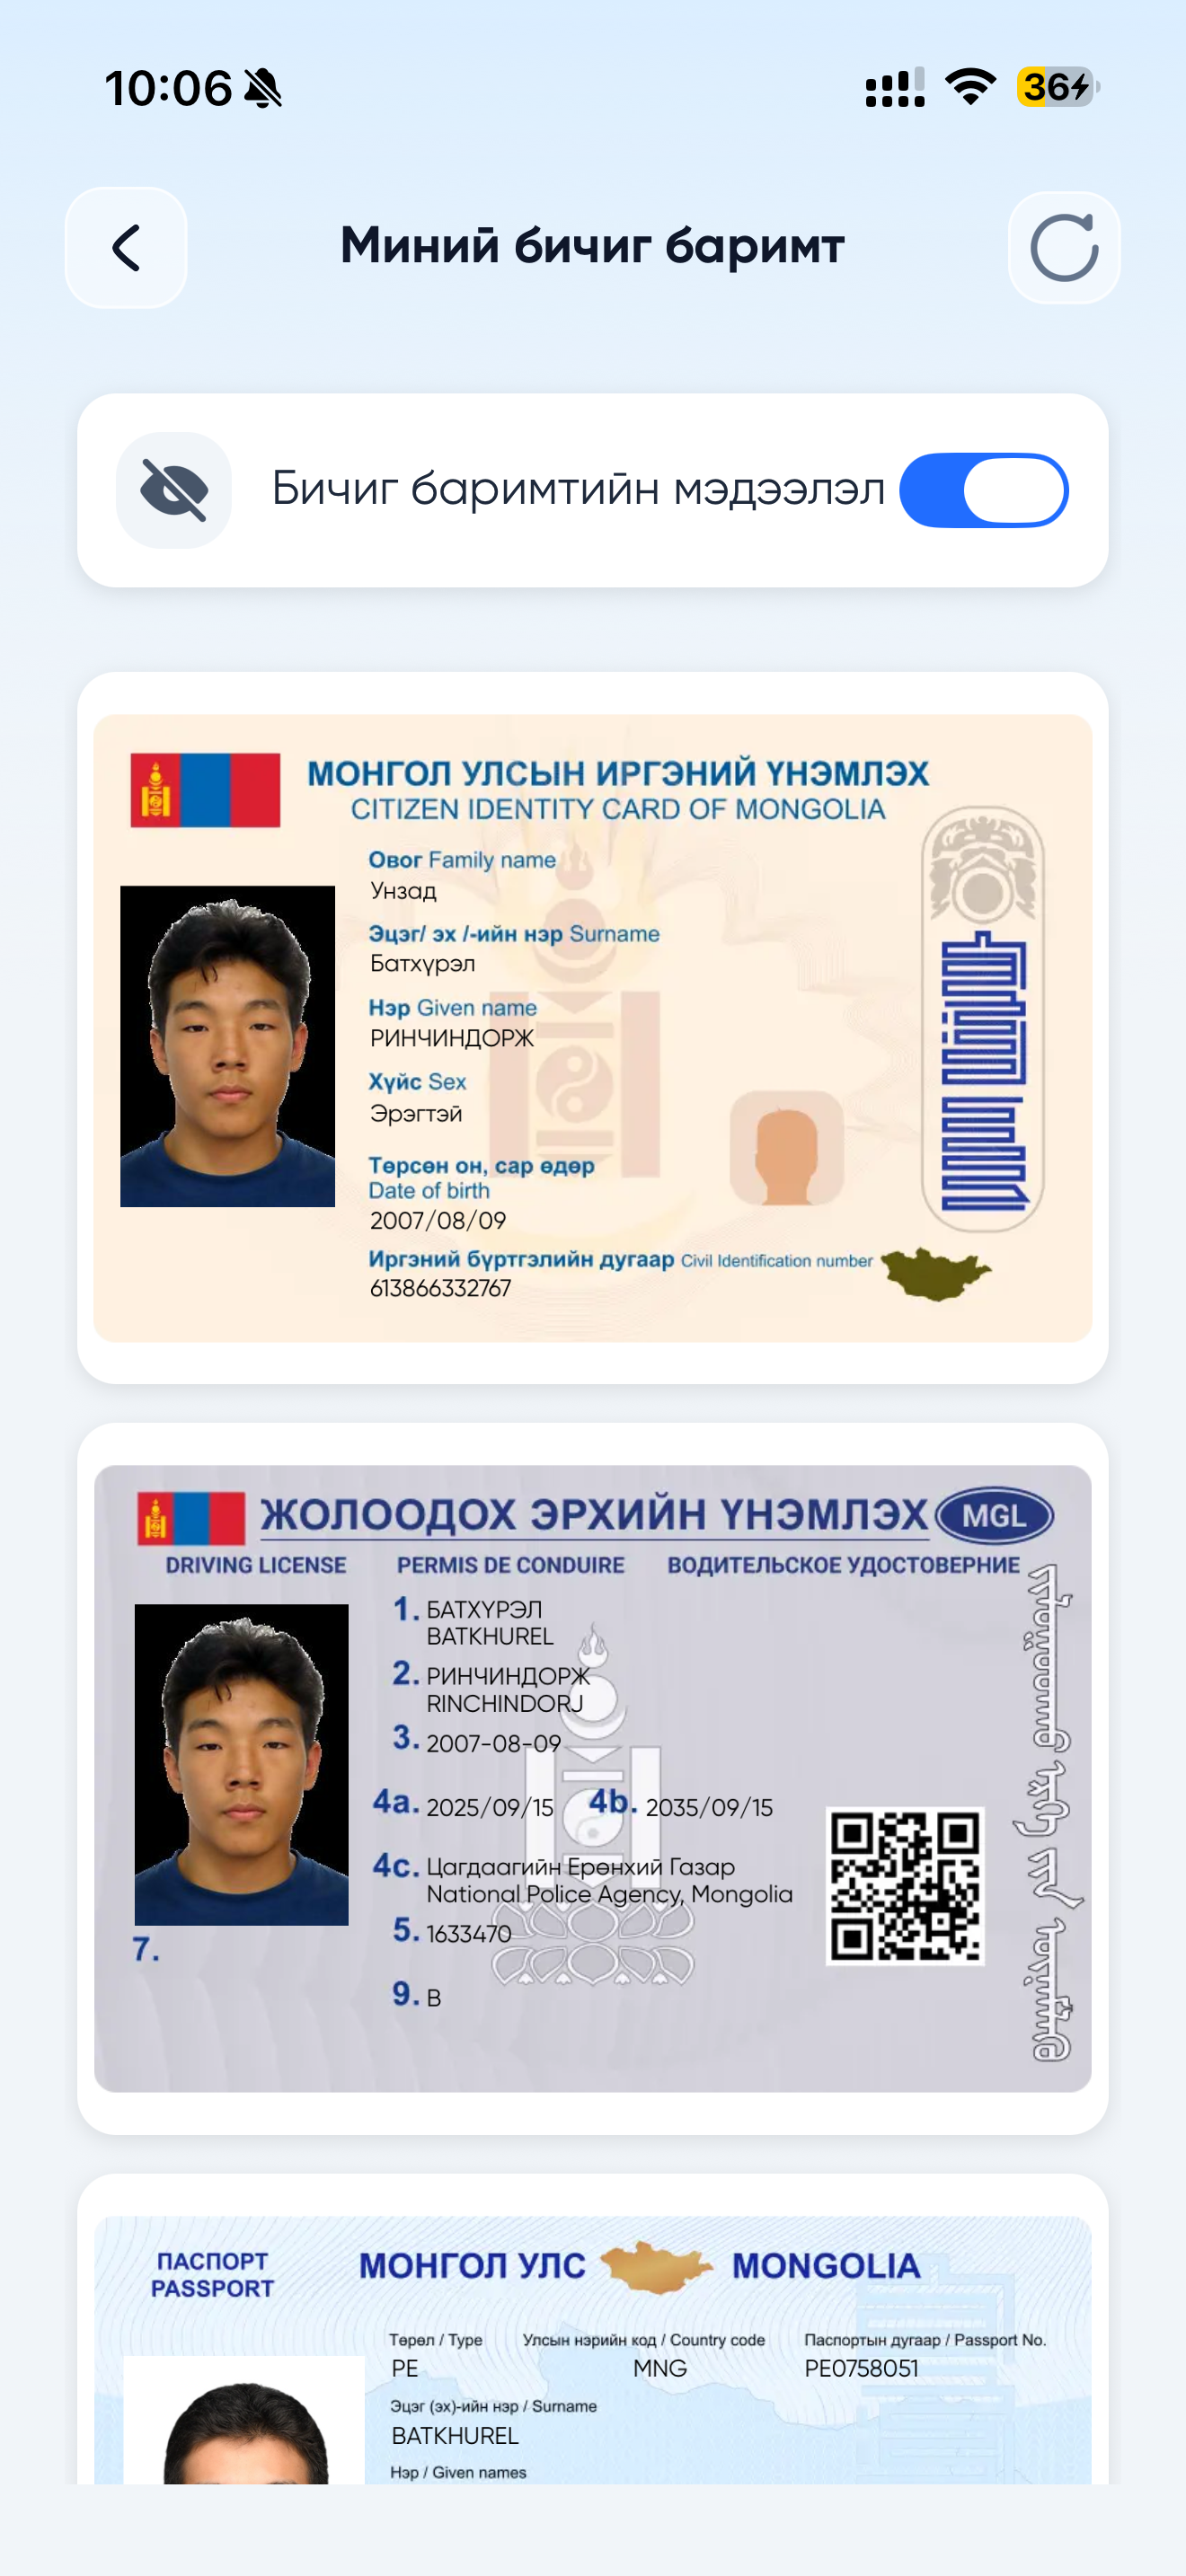 10:06
36
Миний бичиг баримт
Бичиг баримтийн мэдээлэл
МОНГОЛ УЛСЫН ИРГЭНИЙ ҮНЭМЛЭХ
CITIZEN IDENTITY CARD OF MONGOLIA
Овог Family name
Унзад
Эцэг/ эх /-ийн нэр Surname
Батхүрэл
Нэр Given name
РИНЧИНДОРЖ
Хүйс Sex
Эрэгтэй
Төрсөн он, сар өдөр
Date of birth
2007/08/09
Иргэний бүртгэлийн дугаар Civil Identification number
613866332767
ЖОЛООДОХ ЭРХИЙН ҮНЭМЛЭХ MGL
DRIVING LICENSE PERMIS DE CONDUIRE ВОДИТЕЛЬСКОЕ УДОСТОВЕРНИЕ
1. БАТХҮРЭЛ
BATKHUREL
2. РИНЧИНДОРЖ
RINCHINDORJ
3. 2007-08-09
4a. 2025/09/15 4b. 2035/09/15
4c. Цагдаагийн Ерөнхий Газар
National Police Agency, Mongolia
5. 1633470
7.
9. B
ПАСПОРТ
PASSPORT
МОНГОЛ УЛС MONGOLIA
Төрөл / Type Улсын нэрийн код / Country code Паспортын дугаар / Passport No.
PE MNG PE0758051
Эцэг (эх)-ийн нэр / Surname
BATKHUREL
Нэр / Given names